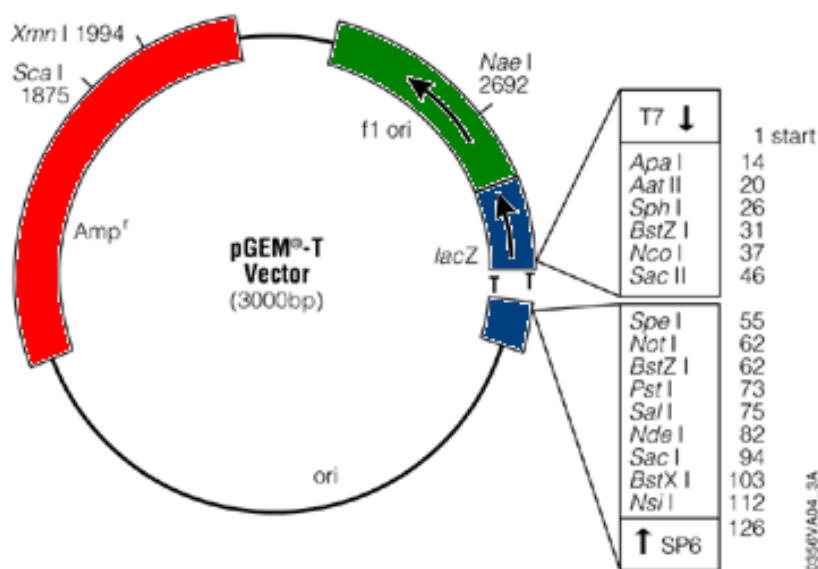 Xmn I 1994
Sca I
1875
Nae I
2692
f1 ori
Ampr
pGEM®-T
Vector
(3000bp)
lacZ
T T
ori
T7 ↓
1 start
Apa I 14
Aat II 20
Sph I 26
BstZ I 31
Nco I 37
Sac II 46
Spe I 55
Not I 62
BstZ I 62
Pst I 73
Sal I 75
Nde I 82
Sac I 94
BstX I 103
Nsi I 112
126
↑ SP6
0356VA04_3A